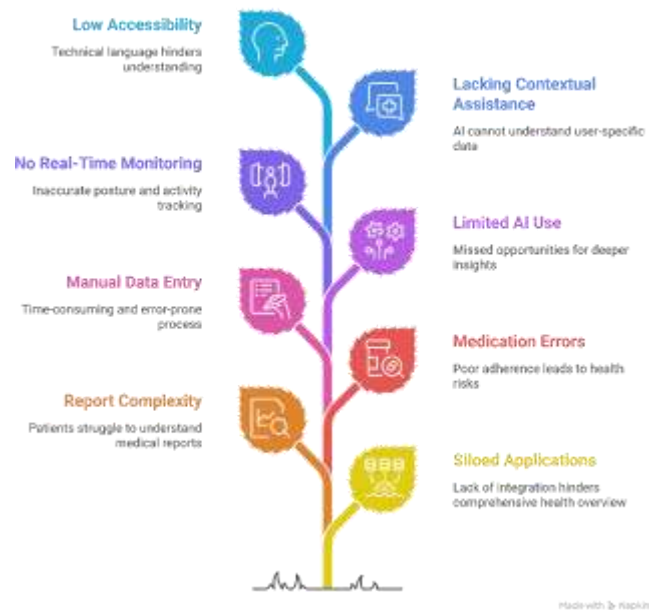 Low Accessibility
Technical language hinders
understanding
Lacking Contextual
Assistance
AI cannot understand user-specific
data
No Real-Time Monitoring
Inaccurate posture and activity
tracking
Limited AI Use
Missed opportunities for deeper
insights
Manual Data Entry
Time-consuming and error-prone
process
Medication Errors
Poor adherence leads to health
risks
Report Complexity
Patients struggle to understand
medical reports
Siloed Applications
Lack of integration hinders
comprehensive health overview
Made with Napkin